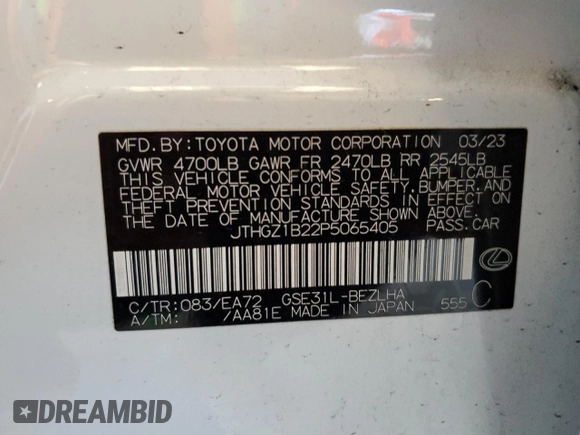 MFD. BY: TOYOTA MOTOR CORPORATION 03/23
GVWR 4700LB GAWR FR 2470LB RR 2545LB
THIS VEHICLE CONFORMS TO ALL APPLICABLE
FEDERAL MOTOR VEHICLE SAFETY, BUMPER, AND
THEFT PREVENTION STANDARDS IN EFFECT ON
THE DATE OF MANUFACTURE SHOWN ABOVE.
JTHGZ1B22P5065405 PASS. CAR
C/TR: 083/EA72 GSE31L-BEZLHA
A/TM: /AA81E MADE IN JAPAN 555 C
DREAMBID